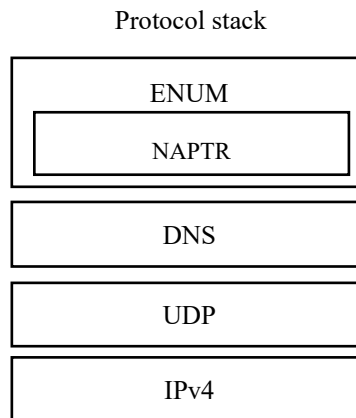 Protocol stack
ENUM
NAPTR
DNS
UDP
IPv4